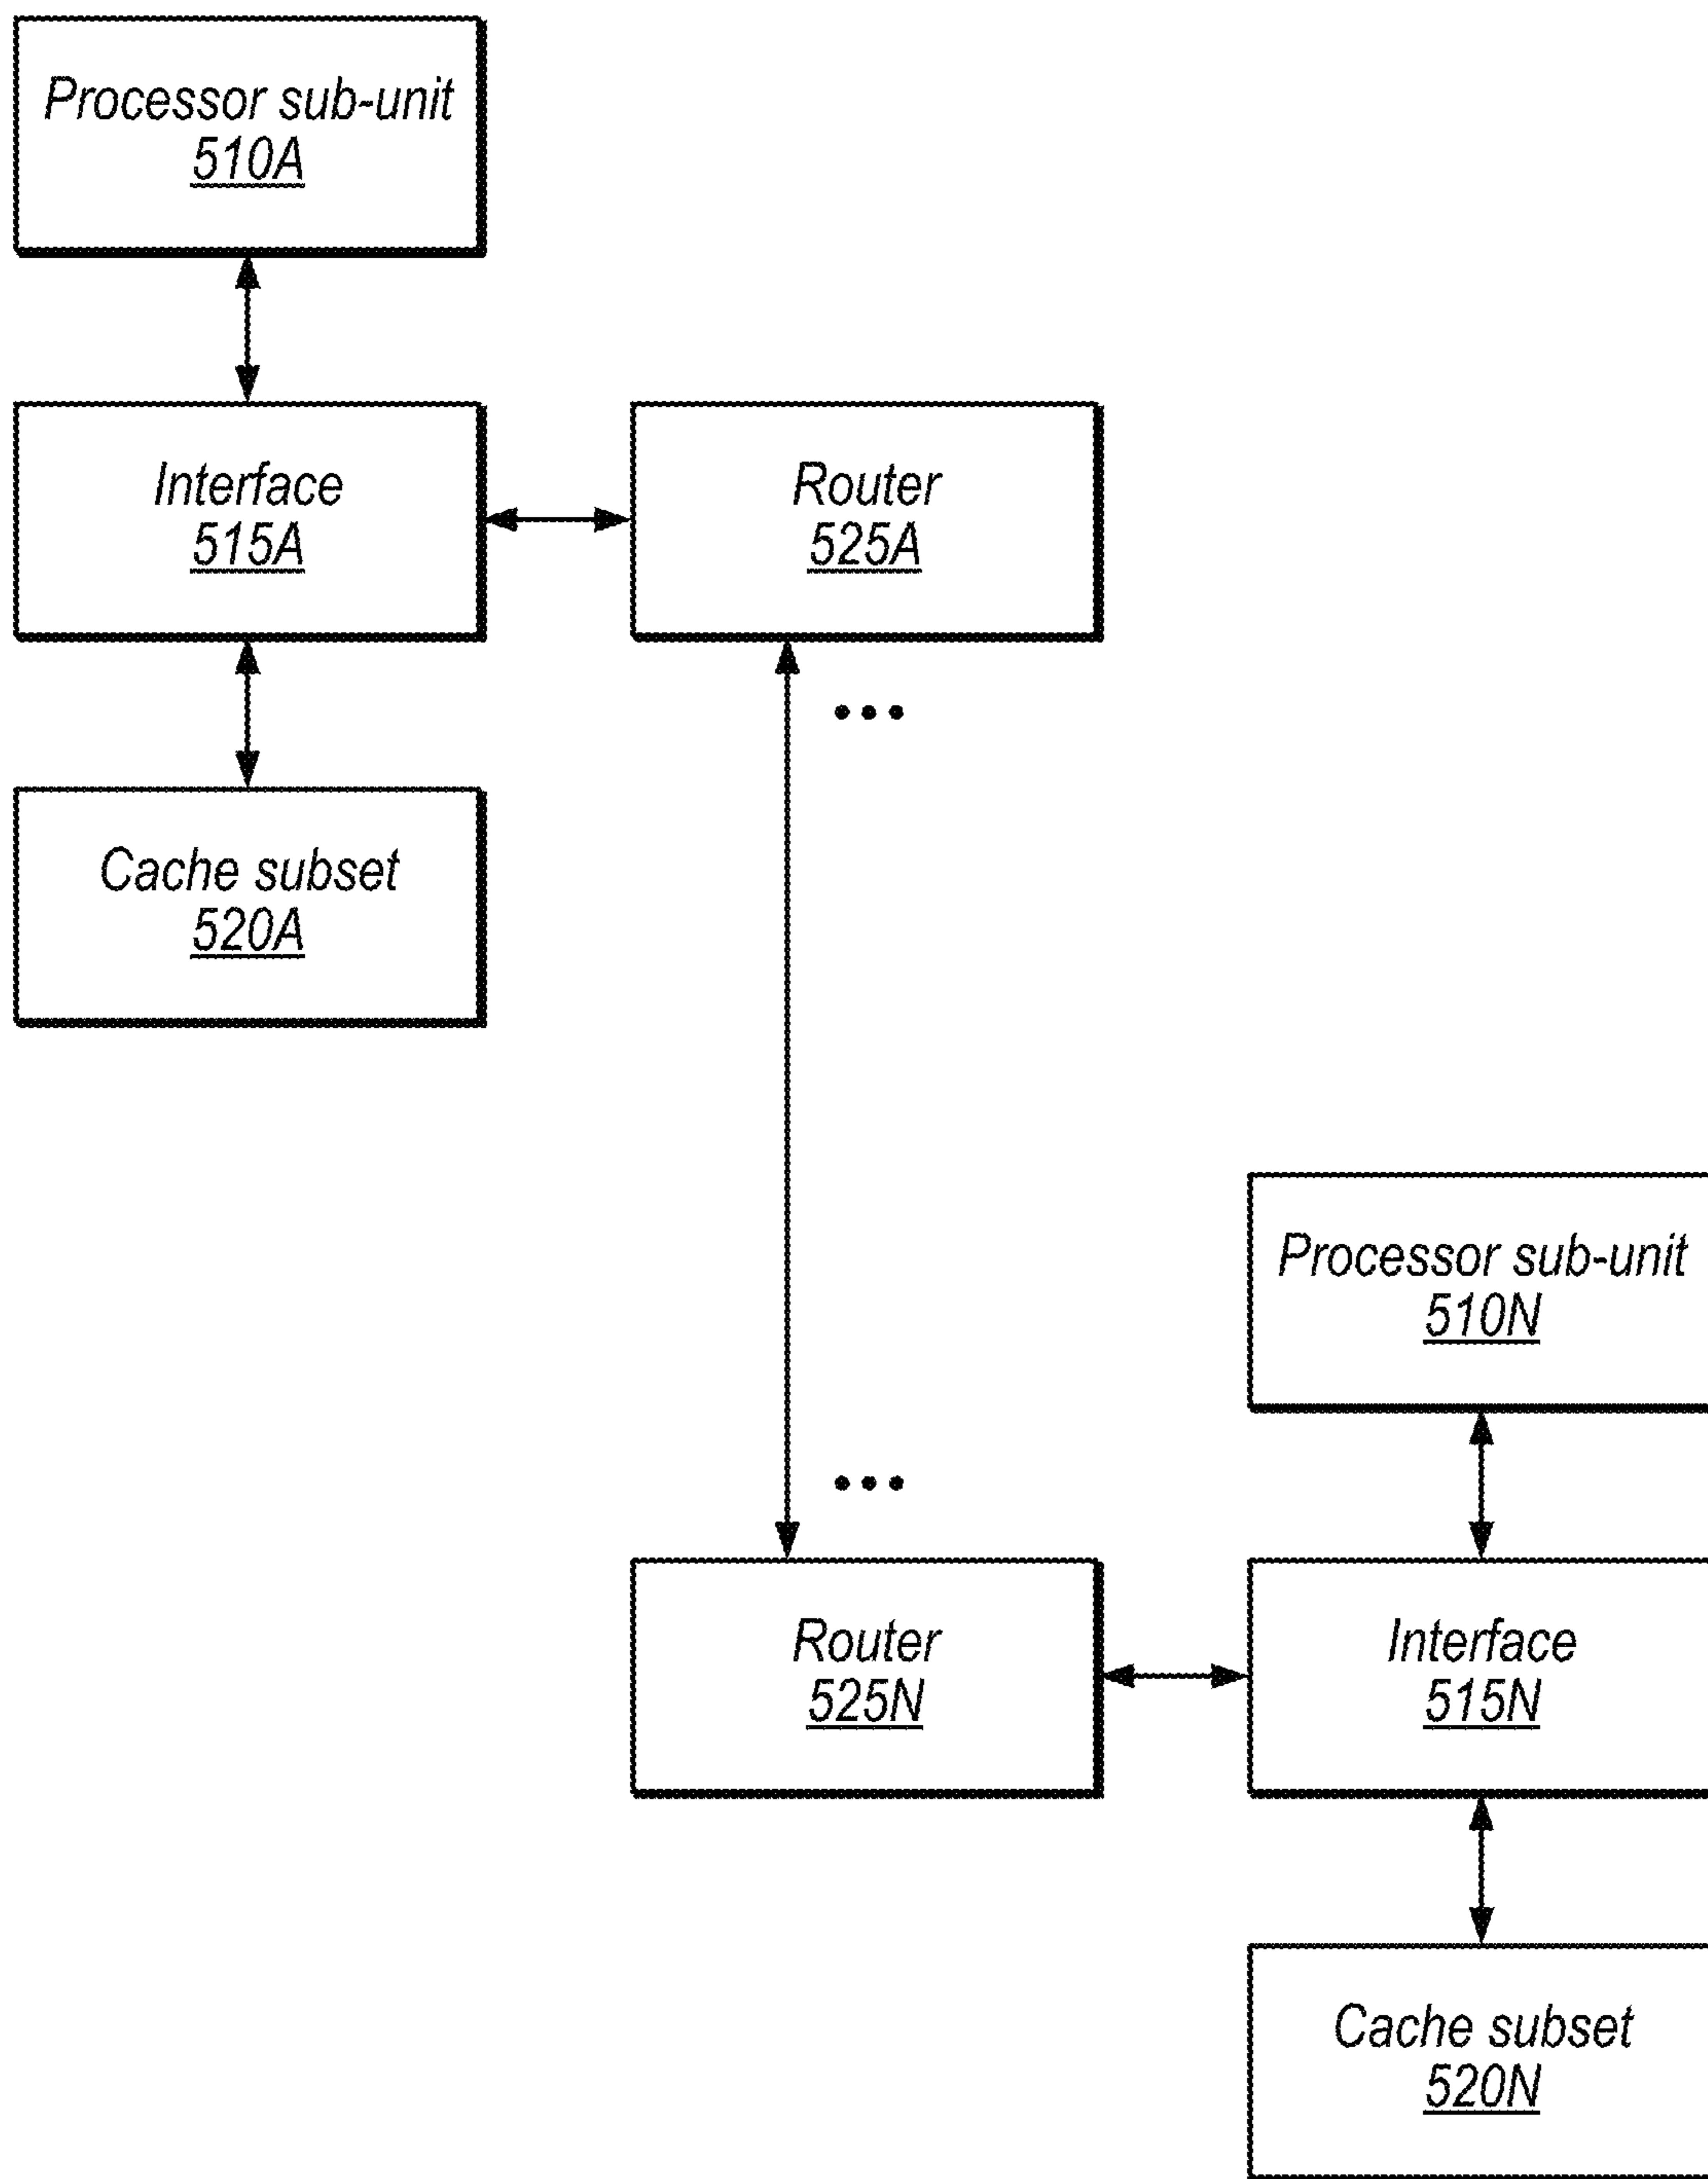 Processor sub-unit
510A
Interface
515A
Router
525A
...
Cache subset
520A
Processor sub-unit
510N
...
Router
525N
Interface
515N
Cache subset
520N